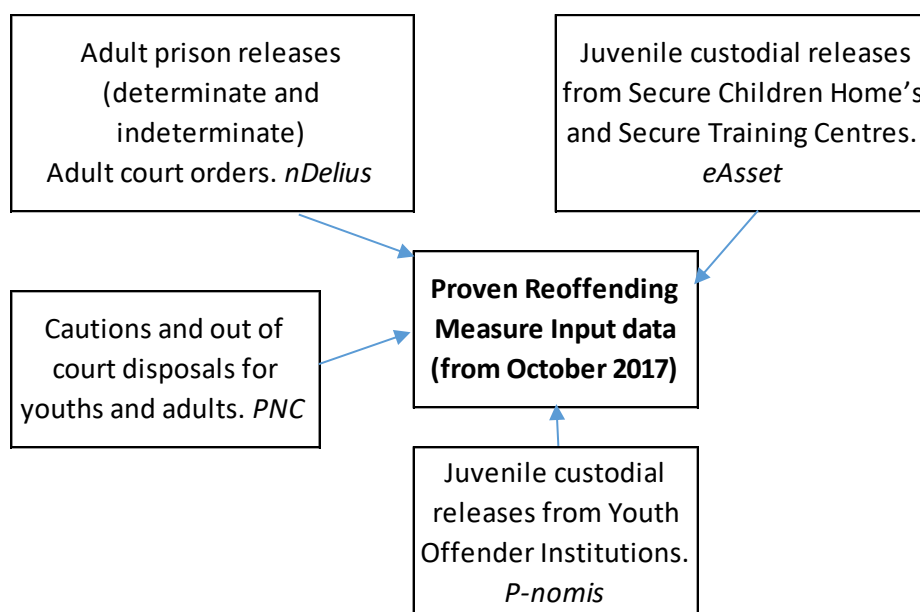 Adult prison releases
(determinate and
indeterminate)
Adult court orders. nDelius
Juvenile custodial releases
from Secure Children Home’s
and Secure Training Centres.
eAsset
Proven Reoffending
Measure Input data
(from October 2017)
Cautions and out of
court disposals for
youths and adults. PNC
Juvenile custodial
releases from Youth
Offender Institutions.
P-nomis